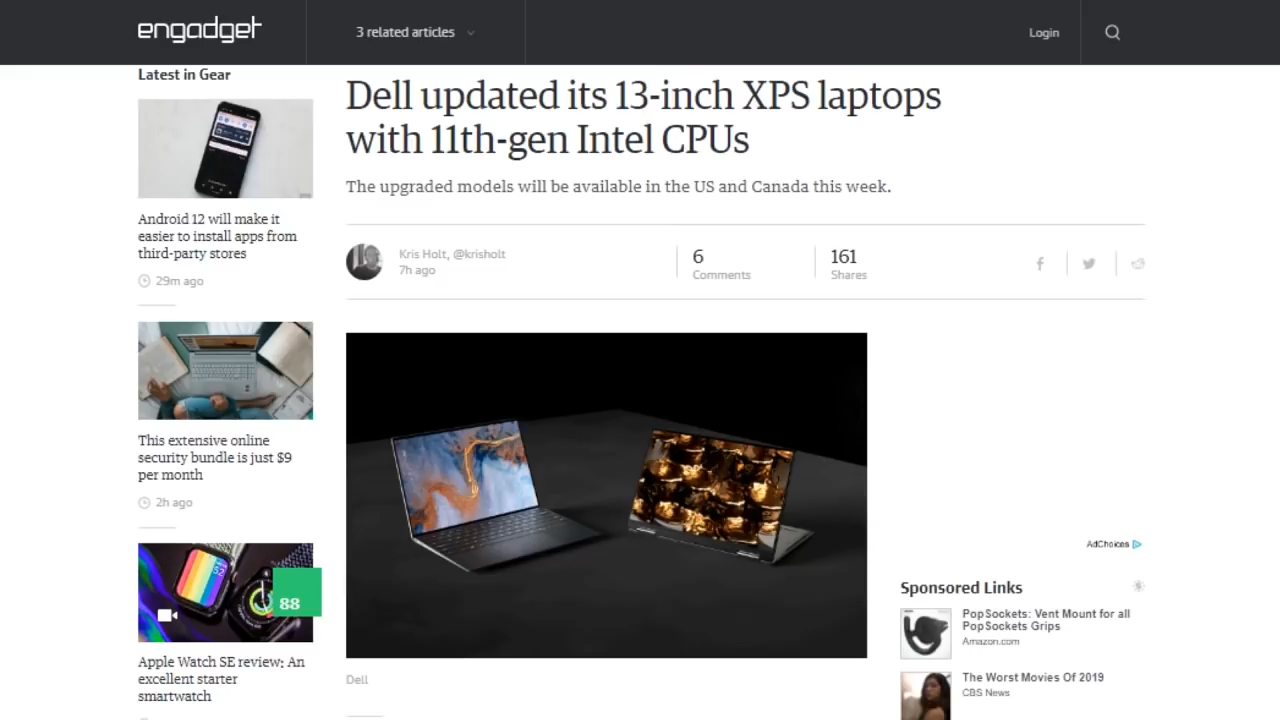 engadget
3 related articles
Login
Latest in Gear
Android 12 will make it
easier to install apps from
third-party stores
29m ago
This extensive online
security bundle is just $9
per month
2h ago
88
Apple Watch SE review: An
excellent starter
smartwatch
Dell updated its 13-inch XPS laptops
with 11th-gen Intel CPUs
The upgraded models will be available in the US and Canada this week.
Kris Holt, @krisholt
7h ago
6
Comments
161
Shares
Dell
AdChoices
Sponsored Links
PopSockets: Vent Mount for all
PopSockets Grips
Amazon.com
The Worst Movies Of 2019
CBS News